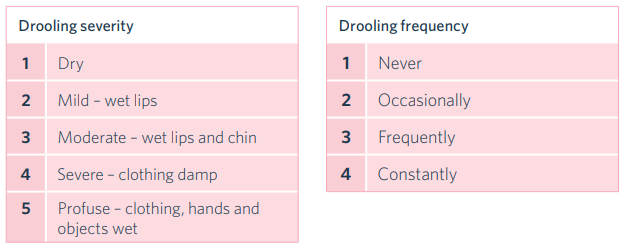 Drooling severity
1 Dry
2 Mild – wet lips
3 Moderate – wet lips and chin
4 Severe – clothing damp
5 Profuse – clothing, hands and
objects wet
Drooling frequency
1 Never
2 Occasionally
3 Frequently
4 Constantly